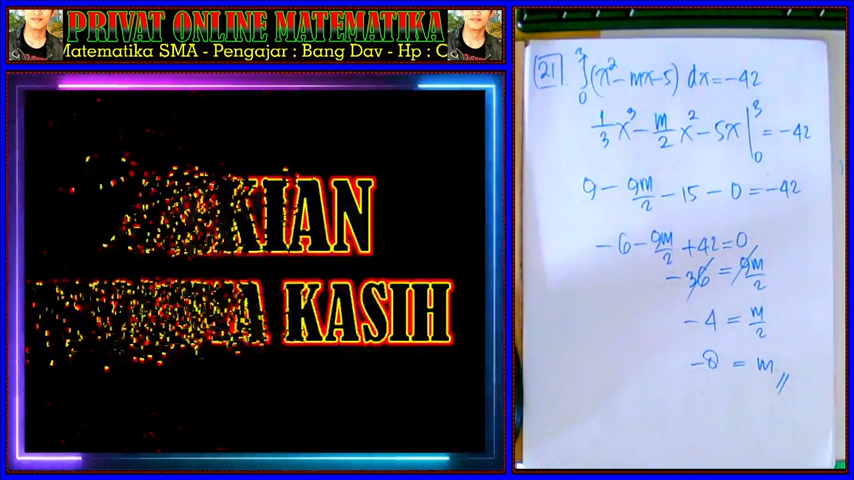 PRIVAT ONLINE MATEMATIKA
Matematika SMA - Pengajar : Bang Dav - Hp :
KIAN
A KASIH
21 ∫₀³ (x² - mx - 5) dx = -42
1/3 x³ - m/2 x² - 5x |₀³ = -42
9 - 9m/2 - 15 - 0 = -42
-6 - 9m/2 + 42 = 0
-36 = 9m/2
-4 = m/2
-8 = m //